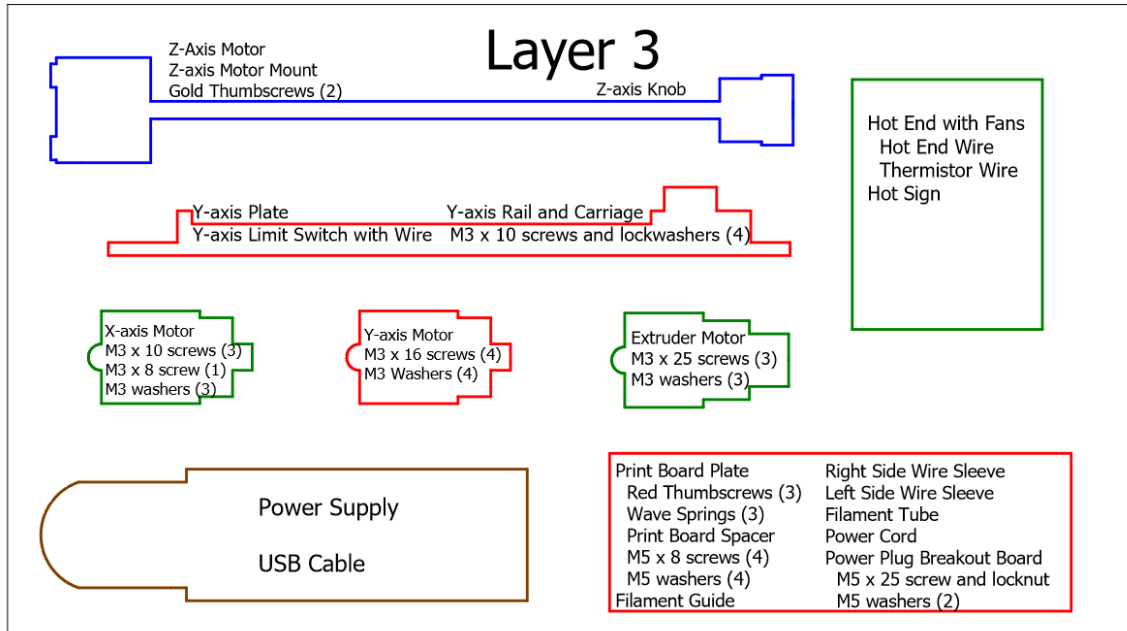 Layer 3
Z-Axis Motor
Z-axis Motor Mount
Gold Thumbscrews (2)
Z-axis Knob
Hot End with Fans
Hot End Wire
Thermistor Wire
Hot Sign
Y-axis Plate
Y-axis Limit Switch with Wire
Y-axis Rail and Carriage
M3 x 10 screws and lockwashers (4)
X-axis Motor
M3 x 10 screws (3)
M3 x 8 screw (1)
M3 washers (3)
Y-axis Motor
M3 x 16 screws (4)
M3 Washers (4)
Extruder Motor
M3 x 25 screws (3)
M3 washers (3)
Power Supply
USB Cable
Print Board Plate
Red Thumbscrews (3)
Wave Springs (3)
Print Board Spacer
M5 x 8 screws (4)
M5 washers (4)
Filament Guide
Right Side Wire Sleeve
Left Side Wire Sleeve
Filament Tube
Power Cord
Power Plug Breakout Board
M5 x 25 screw and locknut
M5 washers (2)